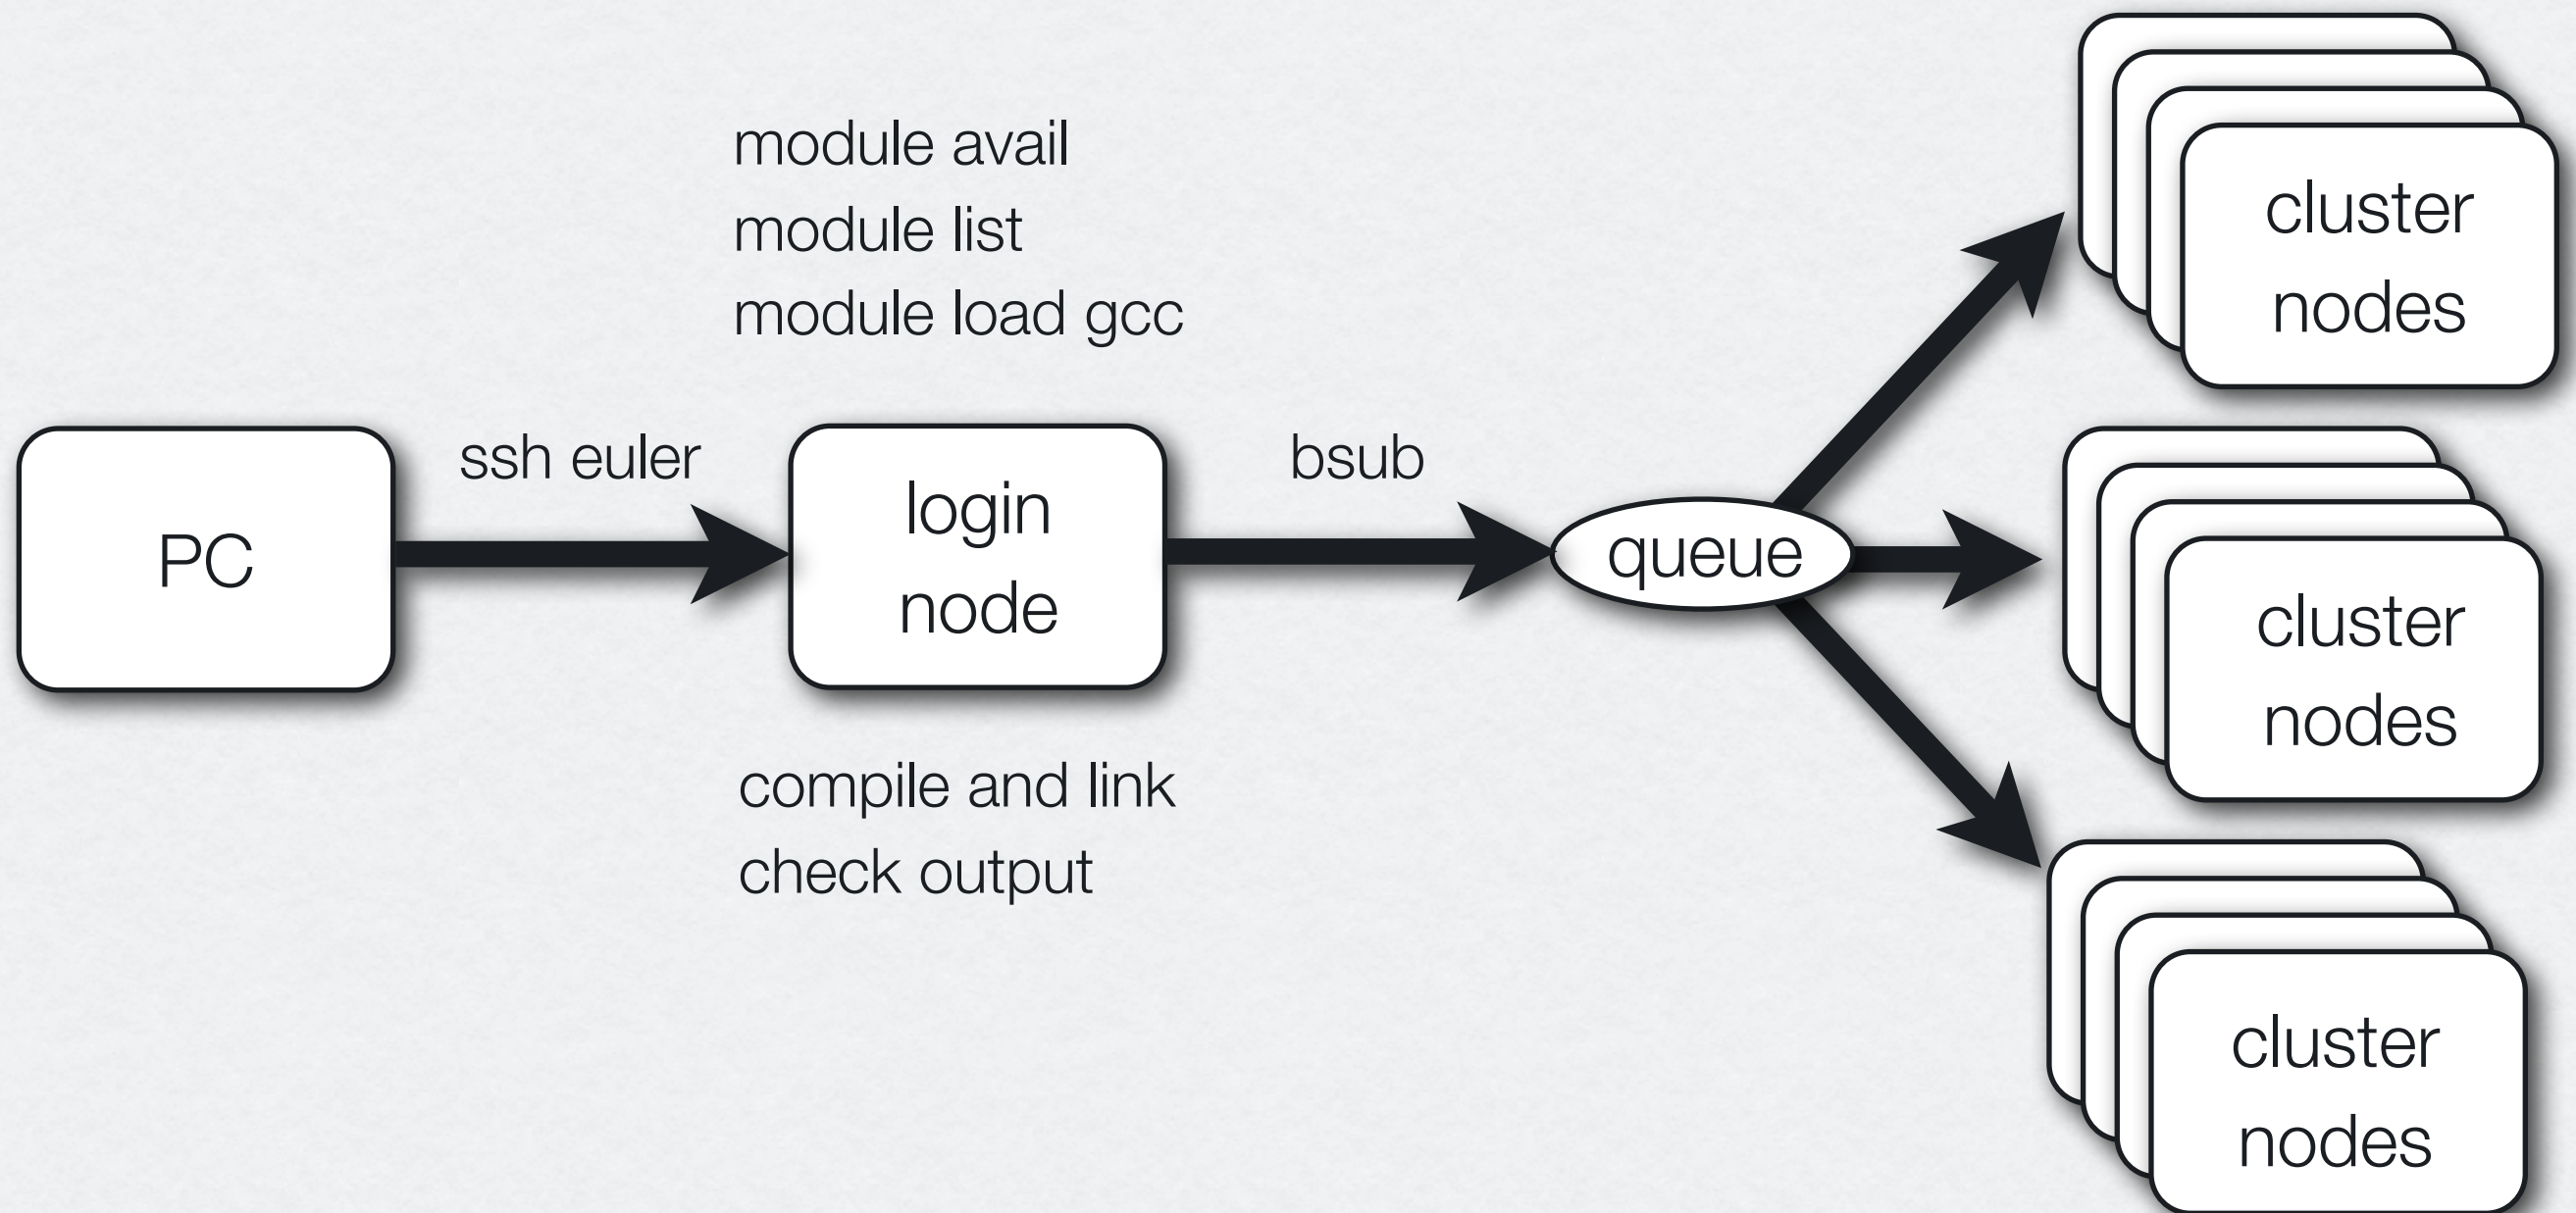 module avail
module list
module load gcc
PC
ssh euler
login
node
compile and link
check output
bsub
queue
cluster
nodes
cluster
nodes
cluster
nodes